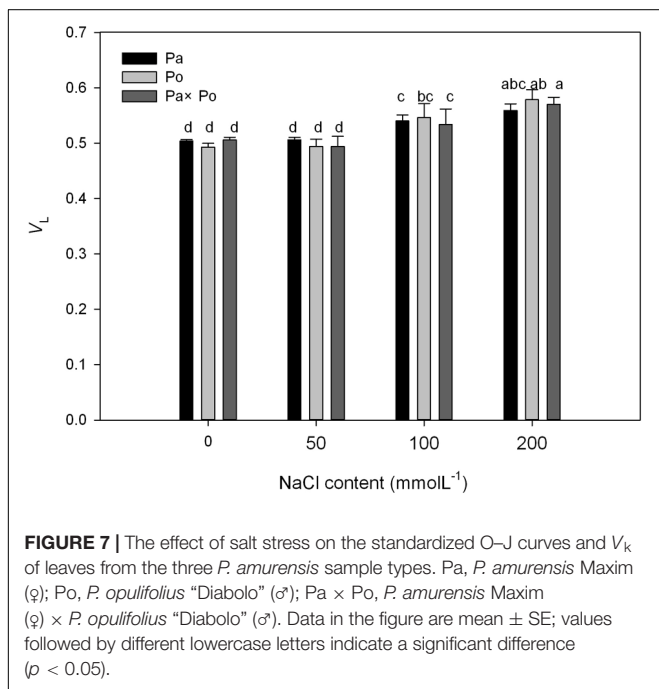 0.7
Pa
Po
Pa× Po
0.6
0.5
0.4
0.3
0.2
0.1
0.0
V_L
d d d
d d d
c bc c
abc ab a
0 50 100 200
NaCl content (mmolL⁻¹)
FIGURE 7 | The effect of salt stress on the standardized O–J curves and V_k
of leaves from the three P. amurensis sample types. Pa, P. amurensis Maxim
(♀); Po, P. opulifolius “Diabolo” (♂); Pa × Po, P. amurensis Maxim
(♀) × P. opulifolius “Diabolo” (♂). Data in the figure are mean ± SE; values
followed by different lowercase letters indicate a significant difference
(p < 0.05).